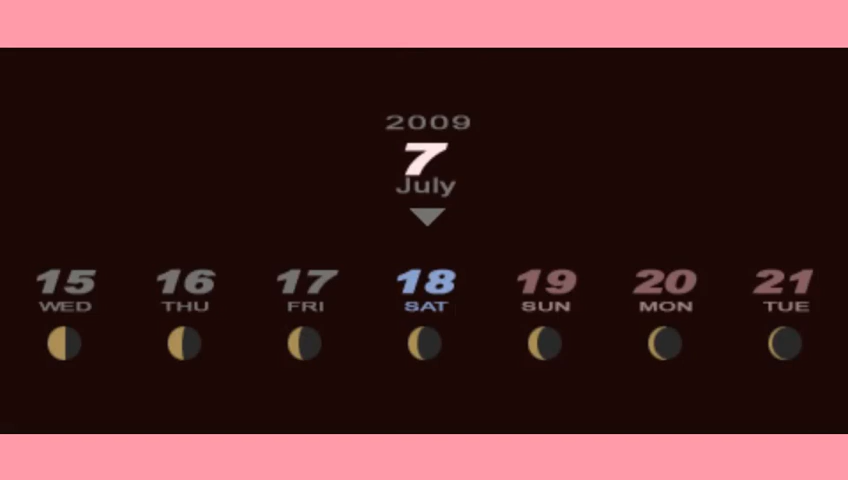 2009
7
July
15 16 17 18 19 20 21
WED THU FRI SAT SUN MON TUE